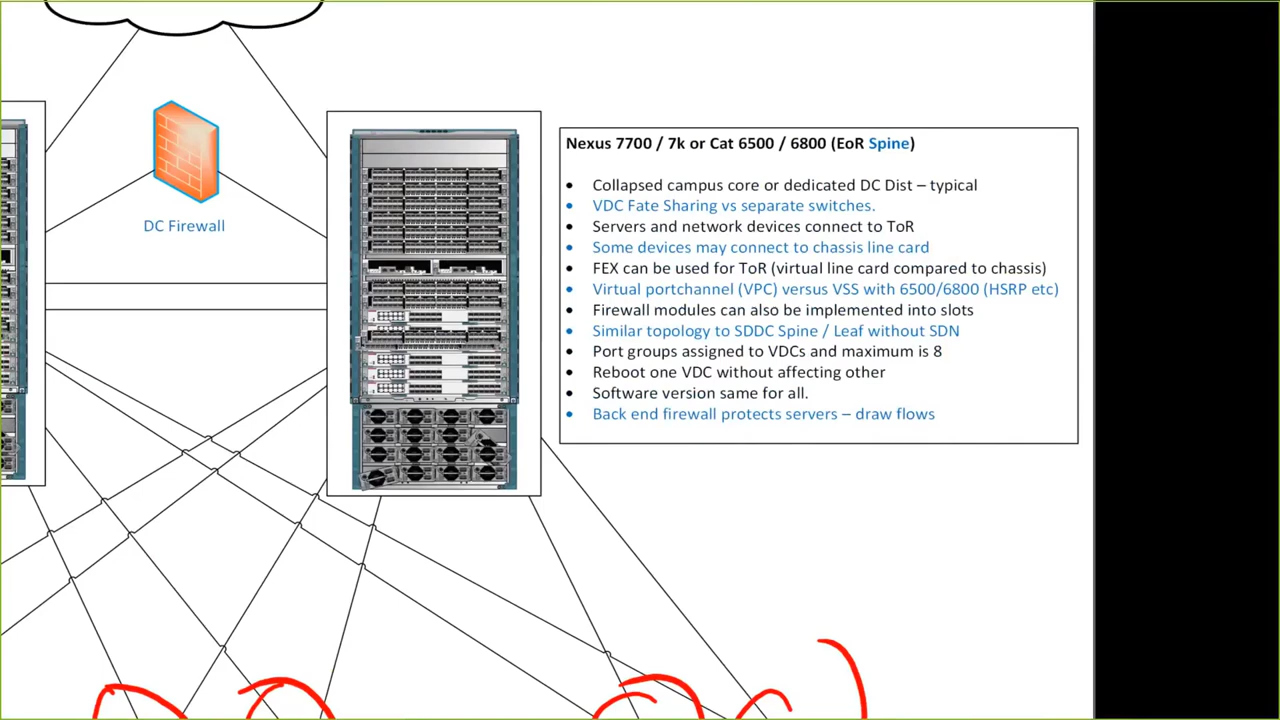 DC Firewall
Nexus 7700 / 7k or Cat 6500 / 6800 (EoR Spine)
• Collapsed campus core or dedicated DC Dist – typical
• VDC Fate Sharing vs separate switches.
• Servers and network devices connect to ToR
• Some devices may connect to chassis line card
• FEX can be used for ToR (virtual line card compared to chassis)
• Virtual portchannel (VPC) versus VSS with 6500/6800 (HSRP etc)
• Firewall modules can also be implemented into slots
• Similar topology to SDDC Spine / Leaf without SDN
• Port groups assigned to VDCs and maximum is 8
• Reboot one VDC without affecting other
• Software version same for all.
• Back end firewall protects servers – draw flows